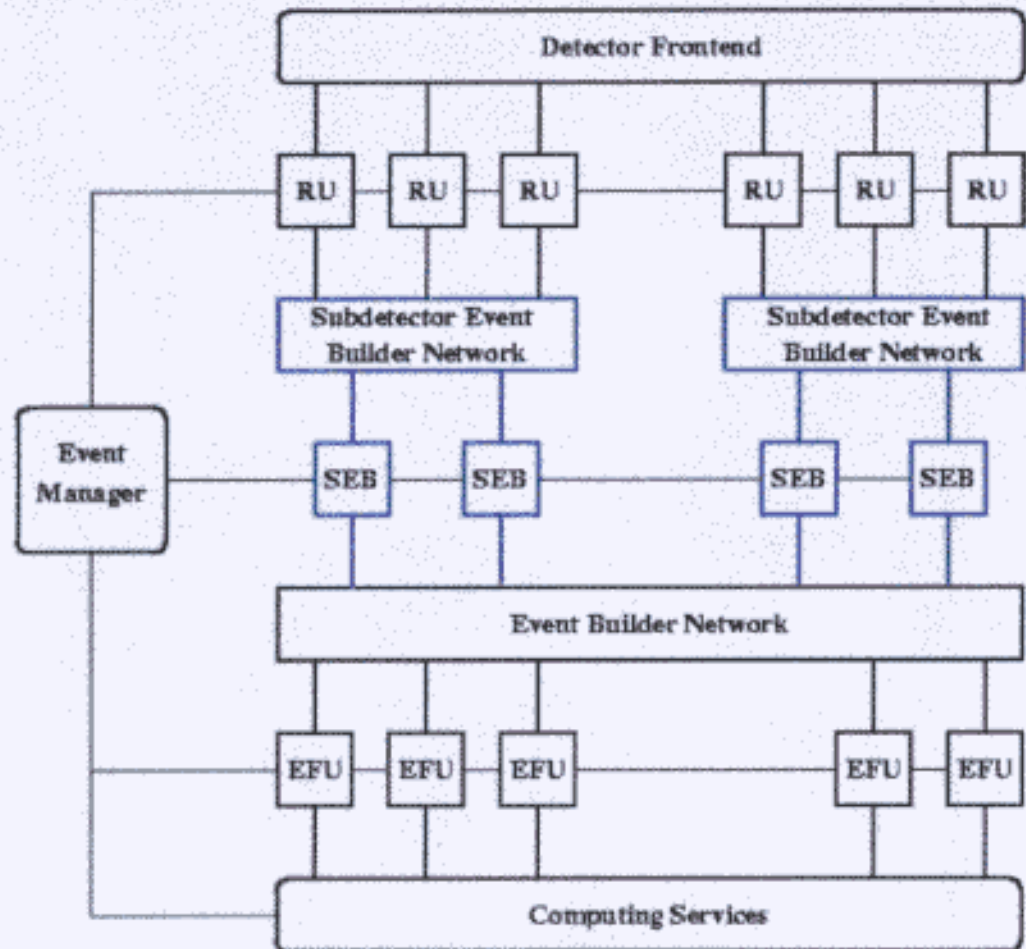 Detector Frontend
RU RU RU RU RU RU
Subdetector Event
Builder Network
Subdetector Event
Builder Network
Event
Manager
SEB SEB SEB SEB
Event Builder Network
EFU EFU EFU EFU EFU
Computing Services